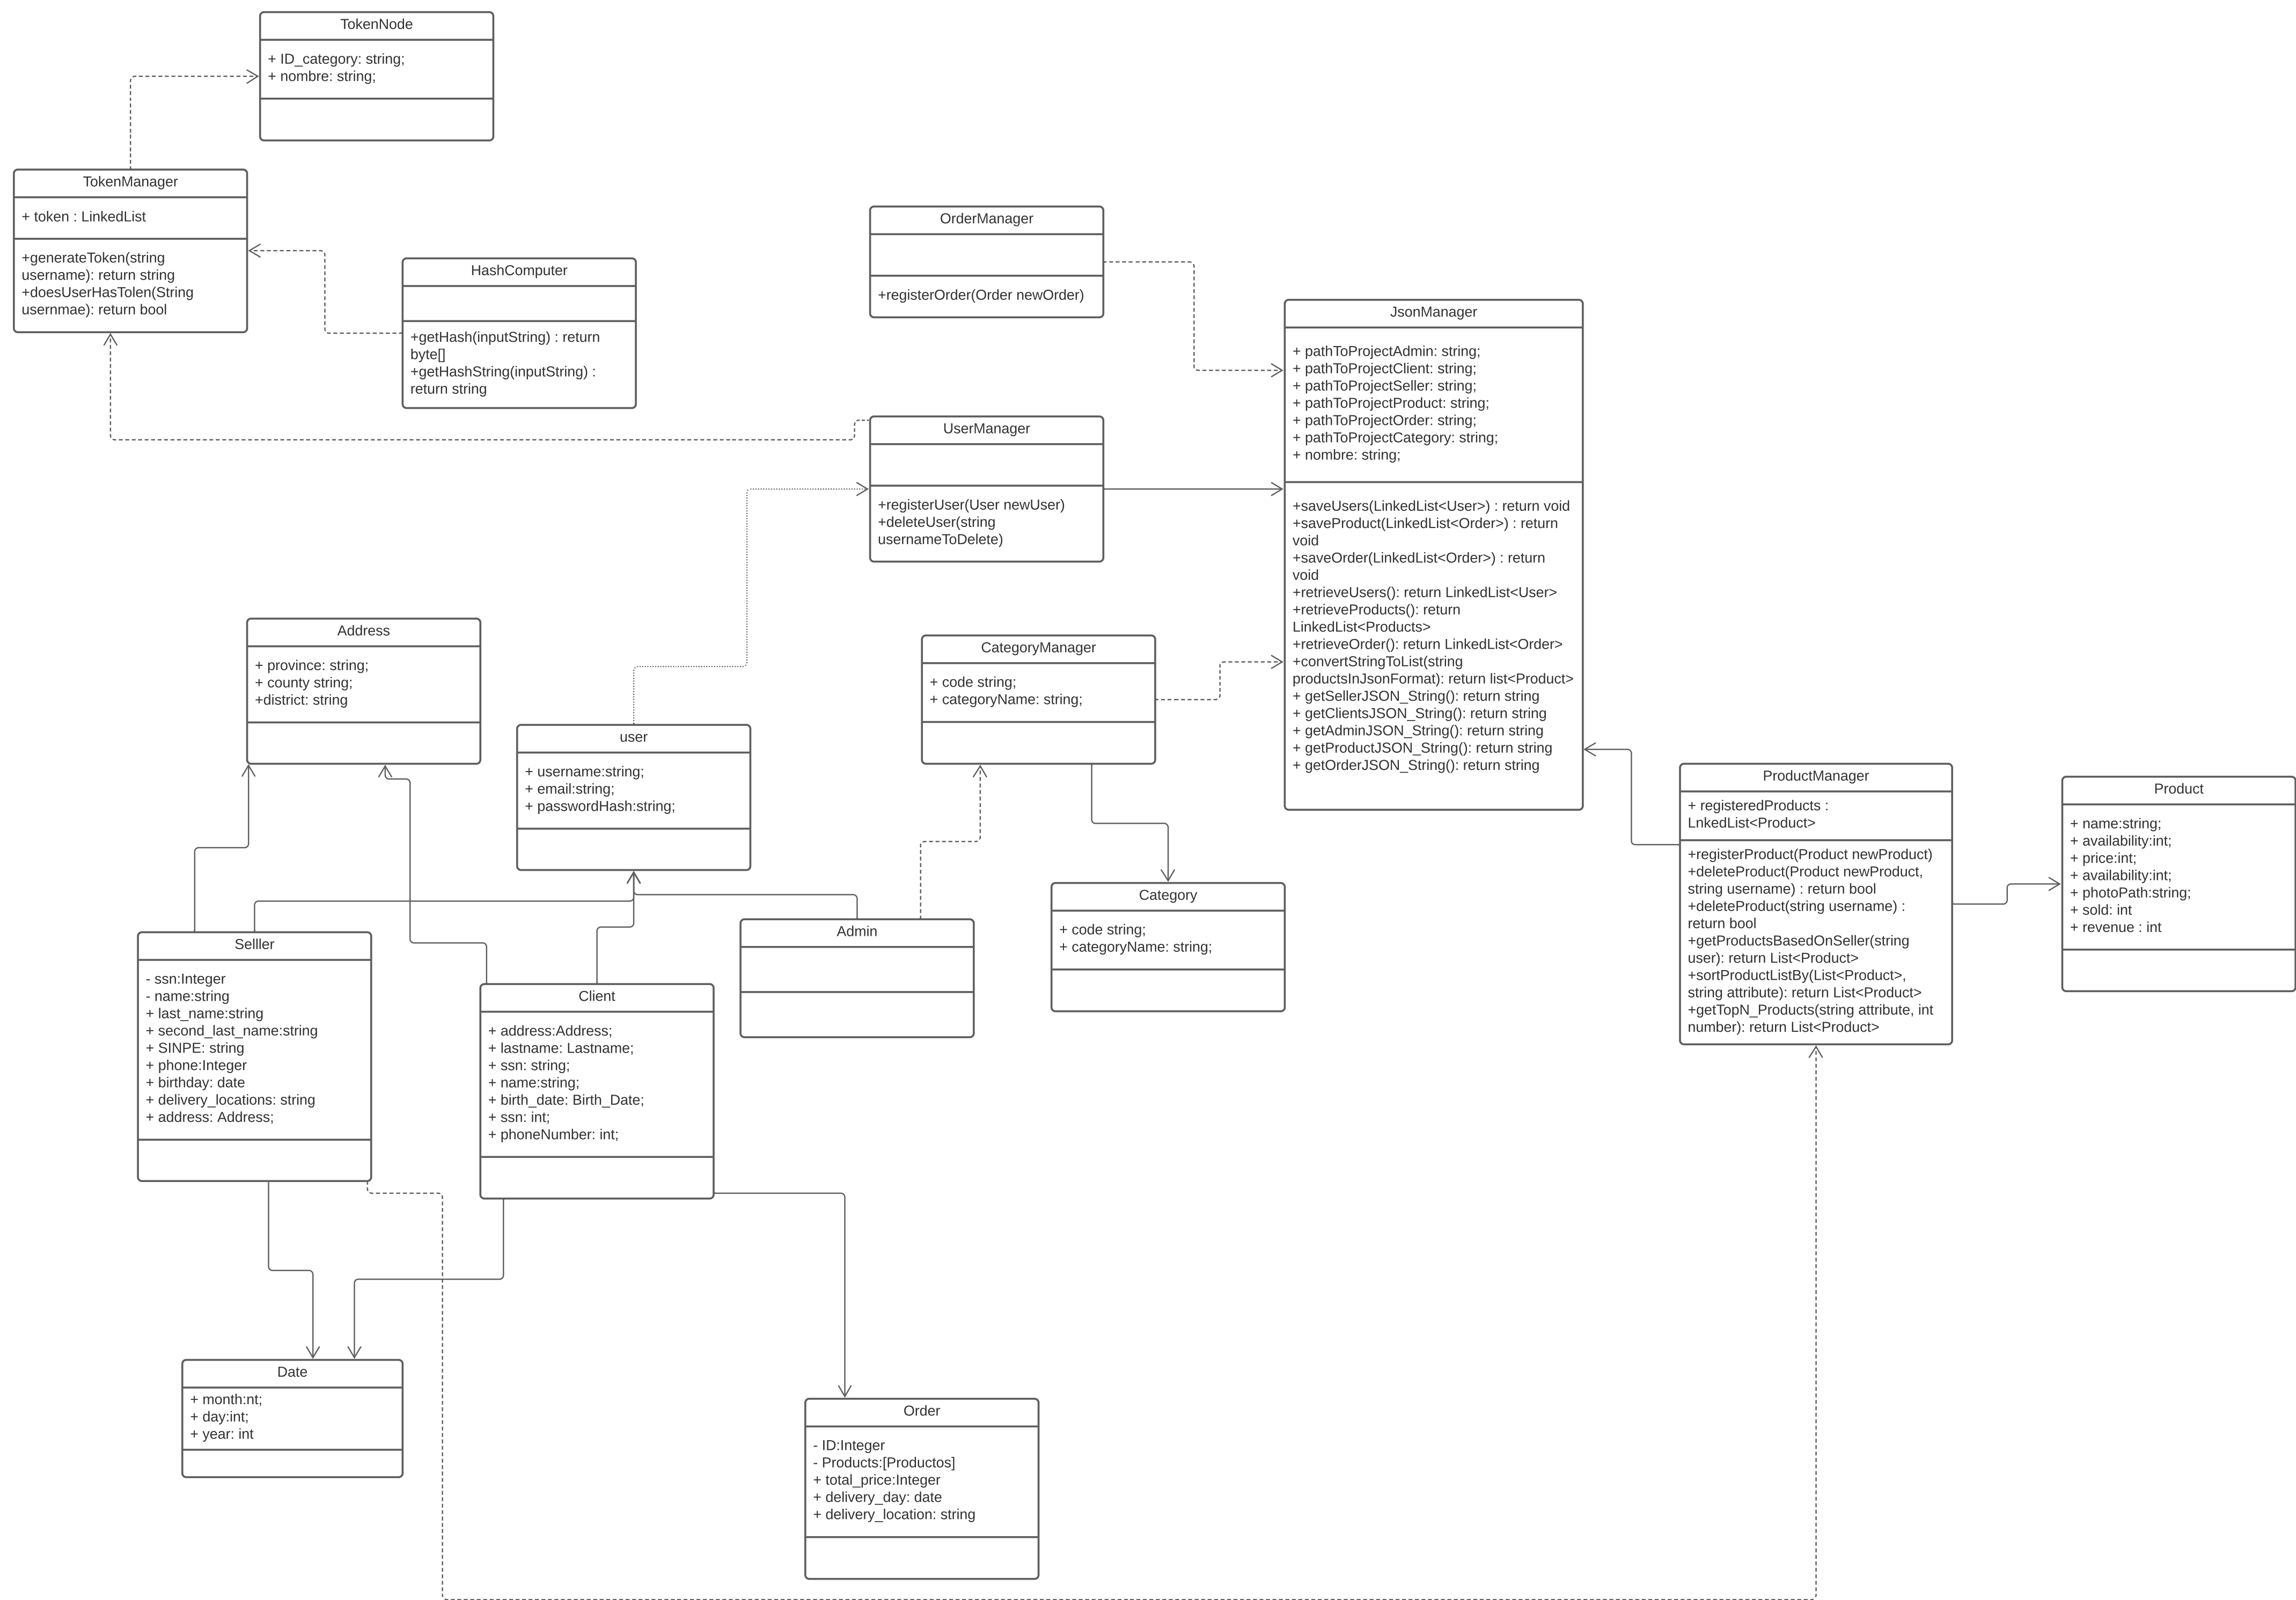 TokenNode
+ ID_category: string;
+ nombre: string;
TokenManager
+ token : LinkedList
+generateToken(string
username): return string
+doesUserHasTolen(String
usernmae): return bool
HashComputer
+getHash(inputString) : return
byte[]
+getHashString(inputString) :
return string
OrderManager
+registerOrder(Order newOrder)
UserManager
+registerUser(User newUser)
+deleteUser(string
usernameToDelete)
JsonManager
+ pathToProjectAdmin: string;
+ pathToProjectClient: string;
+ pathToProjectSeller: string;
+ pathToProjectProduct: string;
+ pathToProjectOrder: string;
+ pathToProjectCategory: string;
+ nombre: string;
+saveUsers(LinkedList<User>) : return void
+saveProduct(LinkedList<Order>) : return
void
+saveOrder(LinkedList<Order>) : return
void
+retrieveUsers(): return LinkedList<User>
+retrieveProducts(): return
LinkedList<Products>
+retrieveOrder(): return LinkedList<Order>
+convertStringToList(string
productsInJsonFormat): return list<Product>
+ getSellerJSON_String(): return string
+ getClientsJSON_String(): return string
+ getAdminJSON_String(): return string
+ getProductJSON_String(): return string
+ getOrderJSON_String(): return string
Address
+ province: string;
+ county string;
+district: string
user
+ username:string;
+ email:string;
+ passwordHash:string;
CategoryManager
+ code string;
+ categoryName: string;
Category
+ code string;
+ categoryName: string;
ProductManager
+ registeredProducts :
LnkedList<Product>
+registerProduct(Product newProduct)
+deleteProduct(Product newProduct,
string username) : return bool
+deleteProduct(string username) :
return bool
+getProductsBasedOnSeller(string
user): return List<Product>
+sortProductListBy(List<Product>,
string attribute): return List<Product>
+getTopN_Products(string attribute, int
number): return List<Product>
Product
+ name:string;
+ availability:int;
+ price:int;
+ availability:int;
+ photoPath:string;
+ sold: int
+ revenue : int
Selller
- ssn:Integer
- name:string
+ last_name:string
+ second_last_name:string
+ SINPE: string
+ phone:Integer
+ birthday: date
+ delivery_locations: string
+ address: Address;
Client
+ address:Address;
+ lastname: Lastname;
+ ssn: string;
+ name:string;
+ birth_date: Birth_Date;
+ ssn: int;
+ phoneNumber: int;
Admin
Date
+ month:nt;
+ day:int;
+ year: int
Order
- ID:Integer
- Products:[Productos]
+ total_price:Integer
+ delivery_day: date
+ delivery_location: string